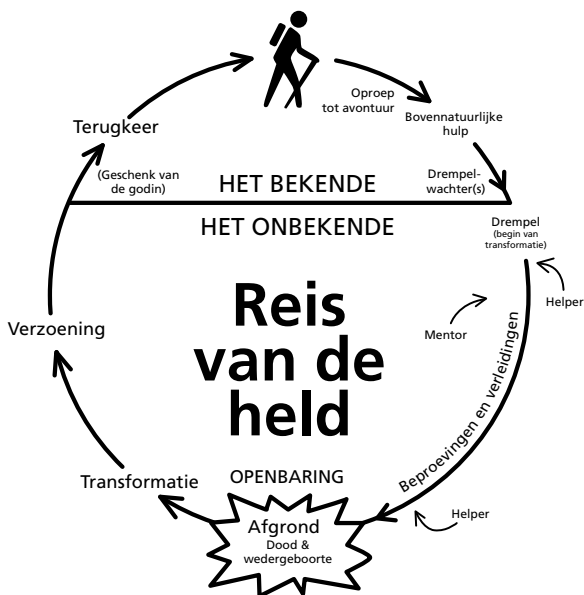 Oproep
tot avontuur
Bovennatuurlijke
hulp
Terugkeer
(Geschenk van
de godin)
HET BEKENDE
Drempel-
wachter(s)
HET ONBEKENDE
Drempel
(begin van
transformatie)
Helper
Reis
van de
held
Mentor
Verzoening
Beproevingen en verleidingen
Transformatie
OPENBARING
Helper
Afgrond
Dood &
wedergeboorte